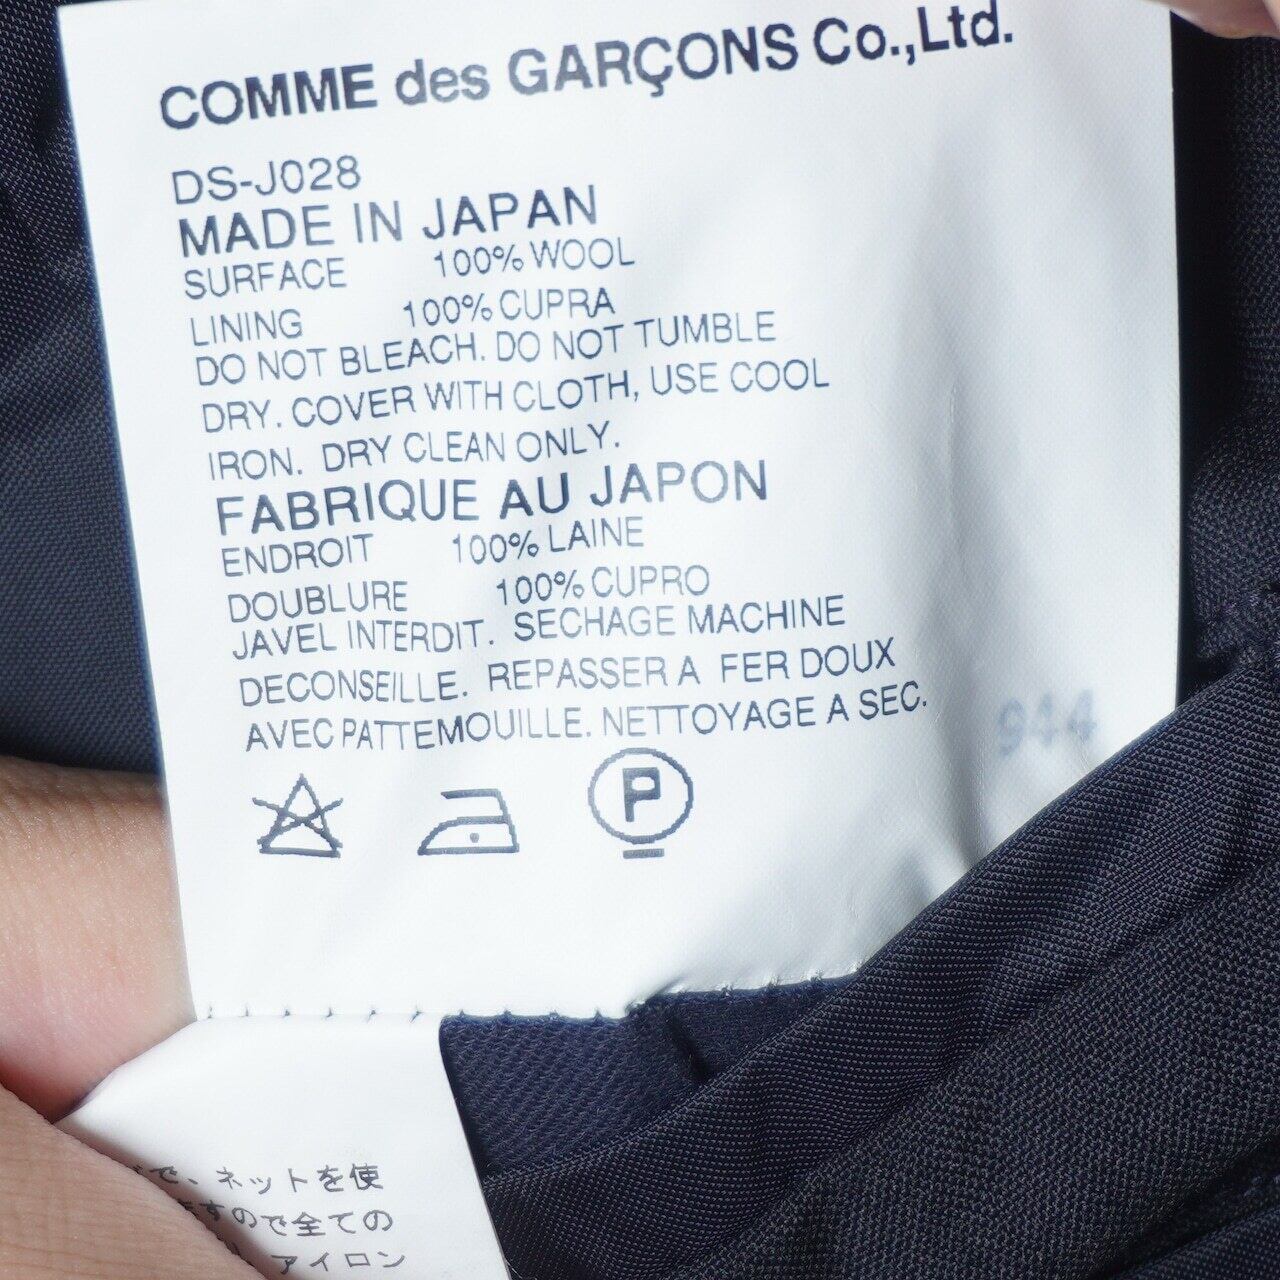 COMME des GARÇONS Co.,Ltd.
DS-J028
MADE IN JAPAN
SURFACE 100% WOOL
LINING 100% CUPRA
DO NOT BLEACH. DO NOT TUMBLE
DRY. COVER WITH CLOTH, USE COOL
IRON. DRY CLEAN ONLY.
FABRIQUE AU JAPON
ENDROIT 100% LAINE
DOUBLURE 100% CUPRO
JAVEL INTERDIT. SECHAGE MACHINE
DECONSEILLE. REPASSER A FER DOUX
AVEC PATTEMOUILLE. NETTOYAGE A SEC.
944
P
で、ネットを使
ますので全ての
アイロン